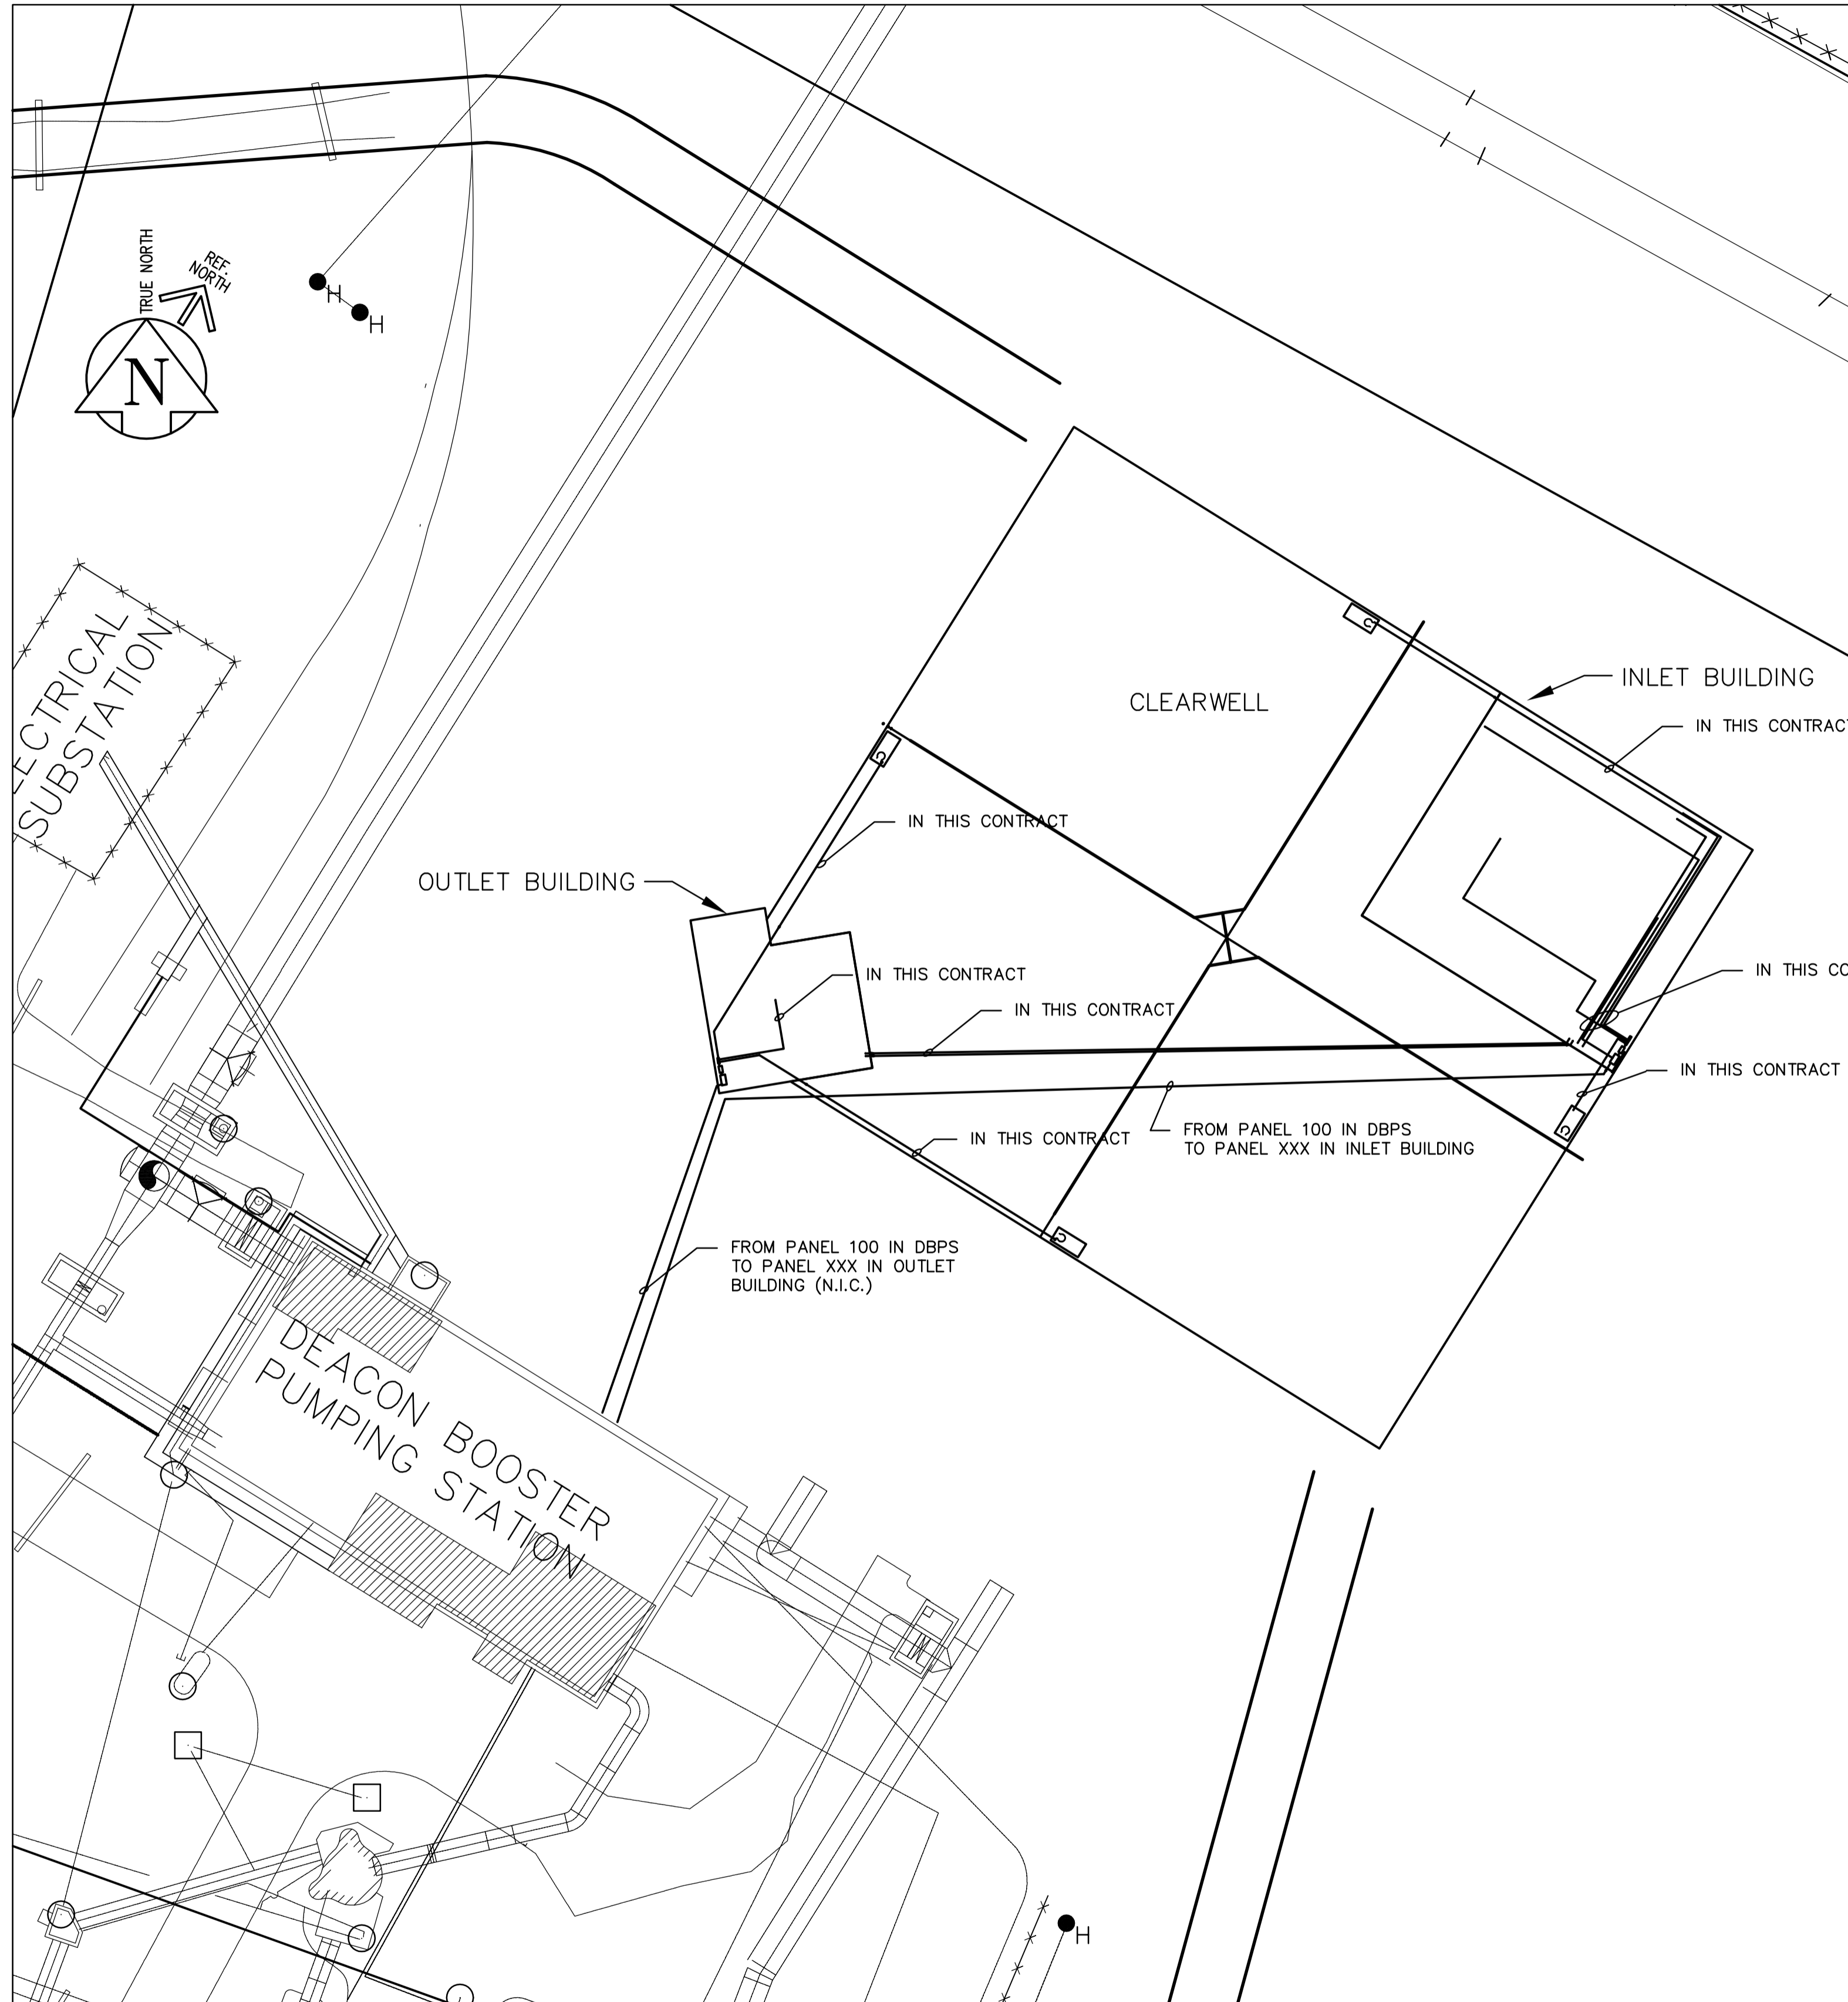 TRUE NORTH
REF.
NORTH
N
H
H
ELECTRICAL
SUBSTATION
CLEARWELL
INLET BUILDING
IN THIS CONTRACT
IN THIS CONTRACT
OUTLET BUILDING
IN THIS CONTRACT
IN THIS CO
IN THIS CONTRACT
IN THIS CONTRACT
FROM PANEL 100 IN DBPS
TO PANEL XXX IN INLET BUILDING
IN THIS CONTRACT
FROM PANEL 100 IN DBPS
TO PANEL XXX IN OUTLET
BUILDING (N.I.C.)
DEACON BOOSTER
PUMPING STATION
H